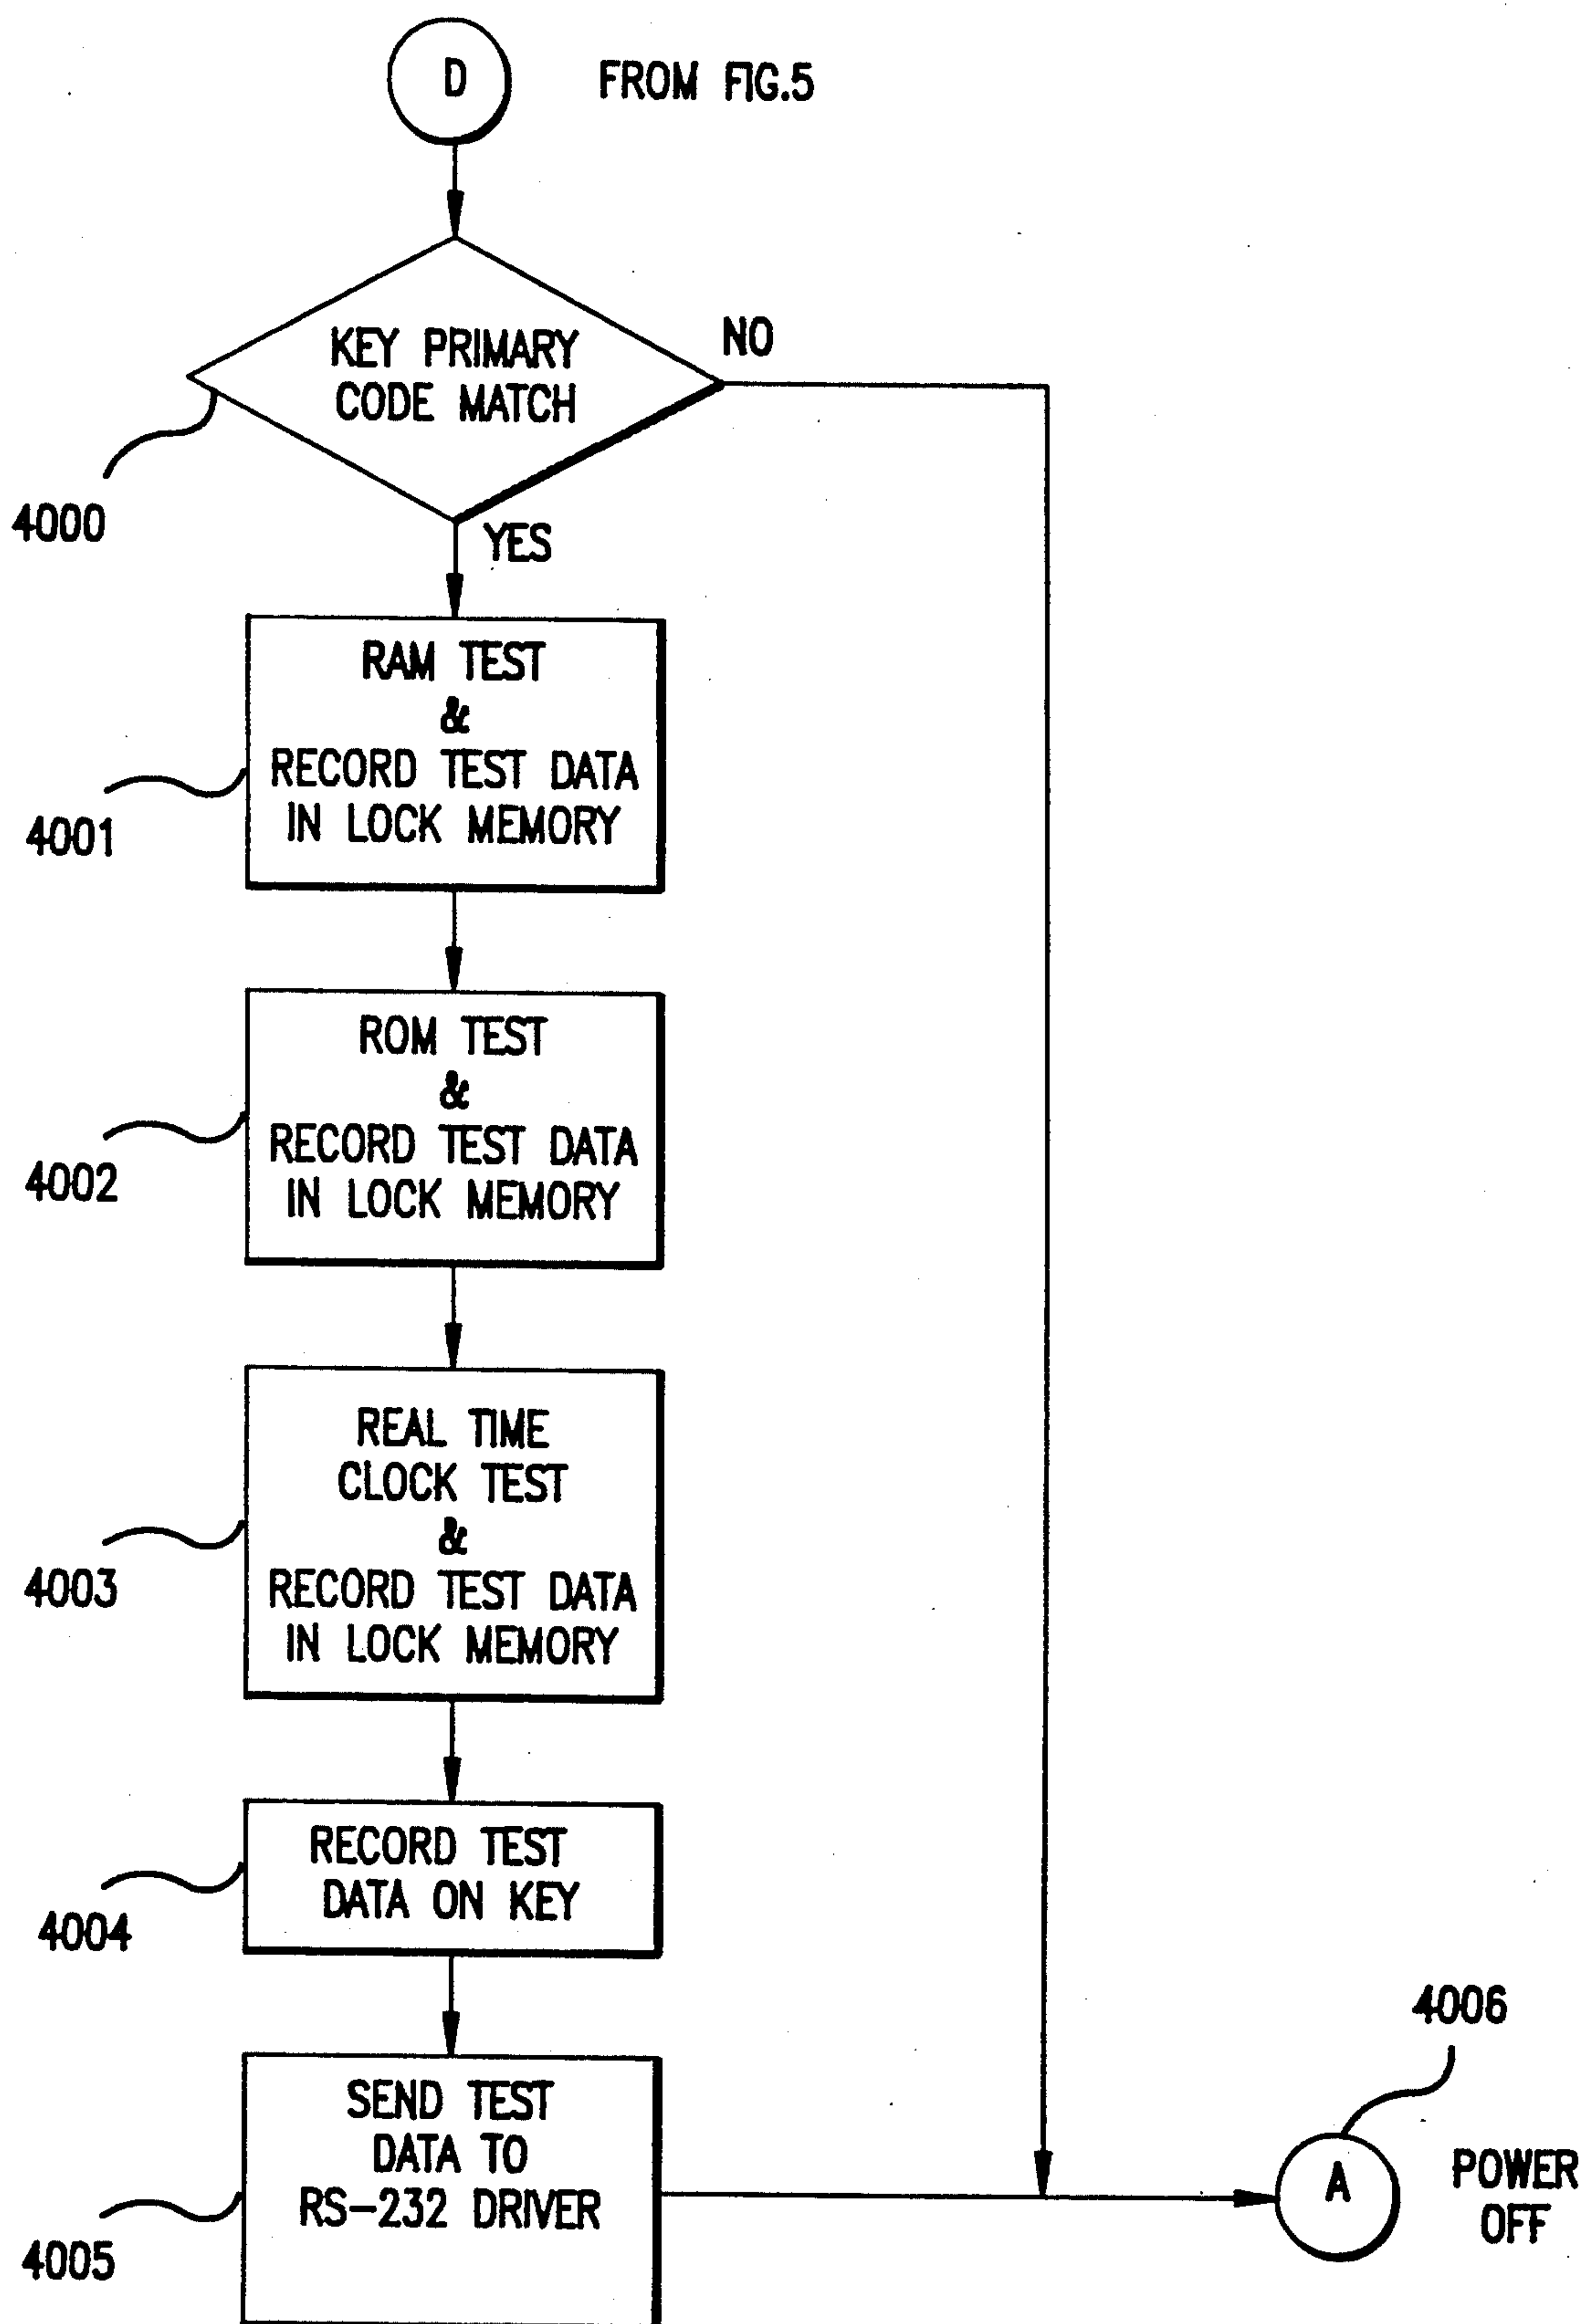 D
FROM FIG.5
KEY PRIMARY
CODE MATCH
NO
4000
YES
RAM TEST
&
RECORD TEST DATA
IN LOCK MEMORY
4001
ROM TEST
&
RECORD TEST DATA
IN LOCK MEMORY
4002
REAL TIME
CLOCK TEST
&
RECORD TEST DATA
IN LOCK MEMORY
4003
RECORD TEST
DATA ON KEY
4004
SEND TEST
DATA TO
RS-232 DRIVER
4005
4006
A
POWER
OFF